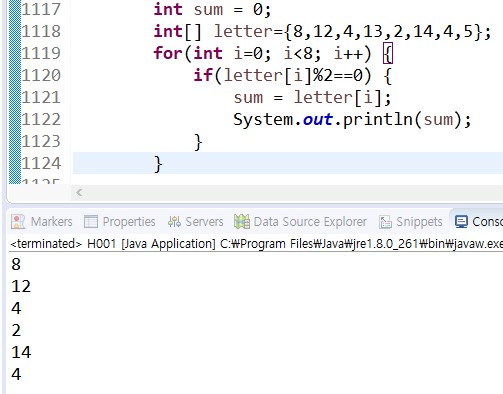 1117 int sum = 0;
1118 int[] letter={8,12,4,13,2,14,4,5};
1119 for(int i=0; i<8; i++) {
1120 if(letter[i]%2==0) {
1121 sum = letter[i];
1122 System.out.println(sum);
1123 }
1124 }
1125
Markers Properties Servers Data Source Explorer Snippets
<terminated> H001 [Java Application] C:₩Program Files₩Java₩jre1.8.0_261₩bin₩javaw.exe
8
12
4
2
14
4